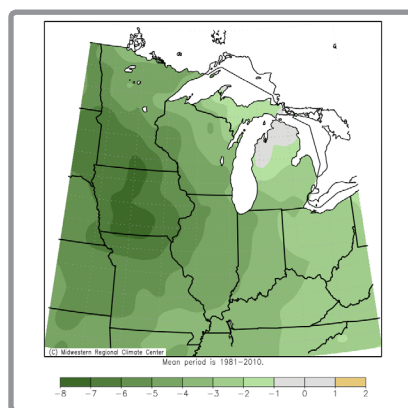 (C) Midwestern Regional Climate Center
Mean period is 1981-2010.
-8 -7 -6 -5 -4 -3 -2 -1 0 1 2